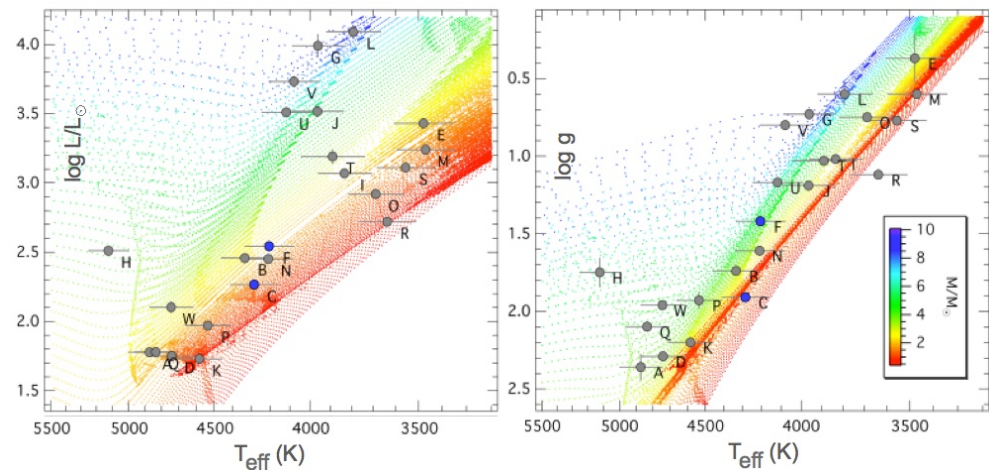 4.0
3.5
3.0
2.5
2.0
1.5
log L/L☉
L
G
V
U
J
E
M
T
S
I
O
R
H
F
B
N
C
W
P
A
Q
D
K
5500
5000
4500
4000
3500
Teff (K)
0.5
1.0
1.5
2.0
2.5
log g
E
L
M
G
O
S
V
T
I
R
U
J
F
N
H
B
C
W
P
Q
K
D
A
10
8
6
4
2
M/M☉
5500
5000
4500
4000
3500
Teff (K)